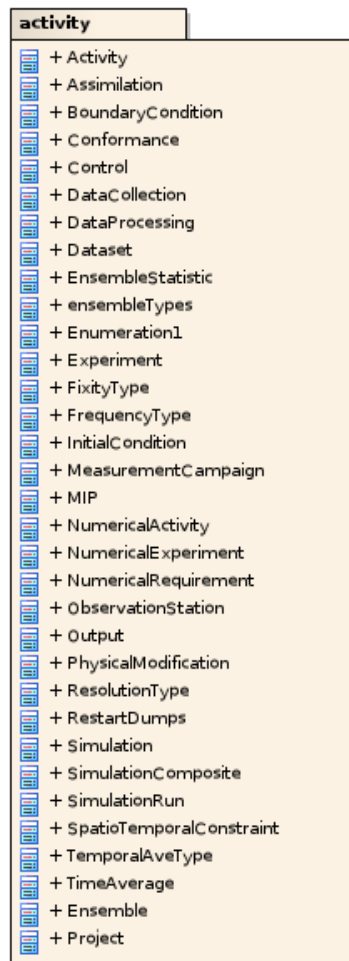 activity
+ Activity
+ Assimilation
+ BoundaryCondition
+ Conformance
+ Control
+ DataCollection
+ DataProcessing
+ Dataset
+ EnsembleStatistic
+ ensembleTypes
+ Enumeration1
+ Experiment
+ FixityType
+ FrequencyType
+ InitialCondition
+ MeasurementCampaign
+ MIP
+ NumericalActivity
+ NumericalExperiment
+ NumericalRequirement
+ ObservationStation
+ Output
+ PhysicalModification
+ ResolutionType
+ RestartDumps
+ Simulation
+ SimulationComposite
+ SimulationRun
+ SpatioTemporalConstraint
+ TemporalAveType
+ TimeAverage
+ Ensemble
+ Project